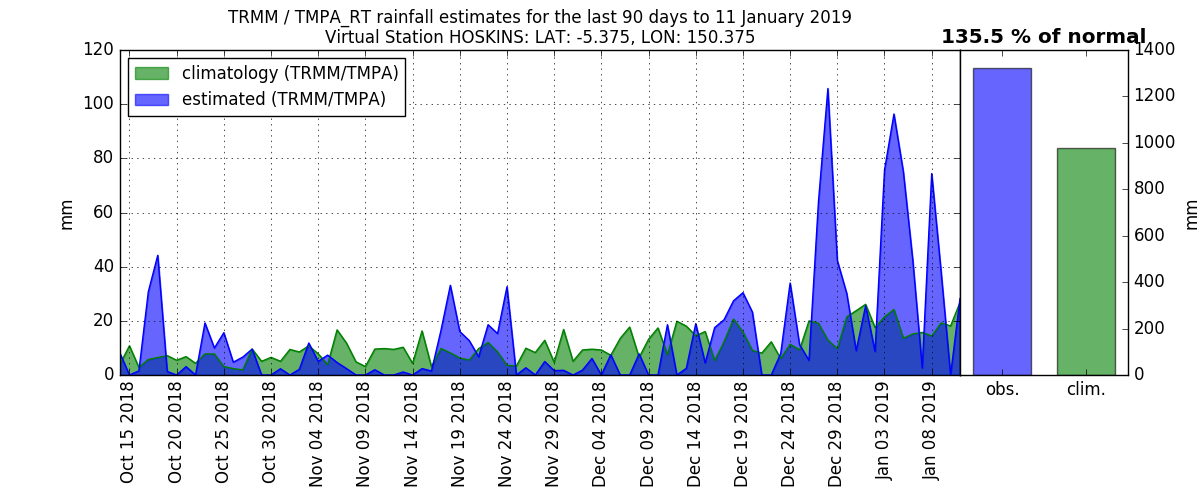 TRMM / TMPA_RT rainfall estimates for the last 90 days to 11 January 2019
Virtual Station HOSKINS: LAT: -5.375, LON: 150.375
135.5 % of normal
climatology (TRMM/TMPA)
estimated (TRMM/TMPA)
mm
120
100
80
60
40
20
0
Oct 15 2018
Oct 20 2018
Oct 25 2018
Oct 30 2018
Nov 04 2018
Nov 09 2018
Nov 14 2018
Nov 19 2018
Nov 24 2018
Nov 29 2018
Dec 04 2018
Dec 09 2018
Dec 14 2018
Dec 19 2018
Dec 24 2018
Dec 29 2018
Jan 03 2019
Jan 08 2019
obs.
clim.
1400
1200
1000
800
600
400
200
0
mm